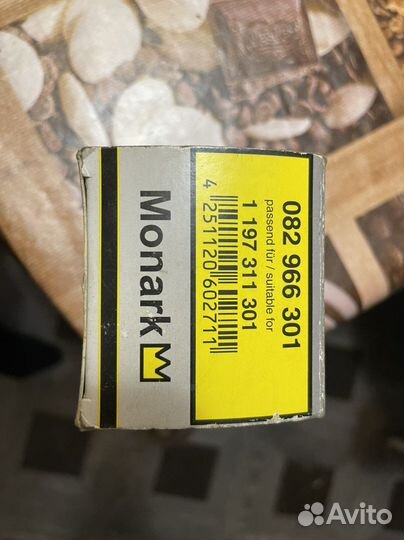 082 966 301
passend für / suitable for
1 197 311 301
4 251120 602711
Monark
Avito